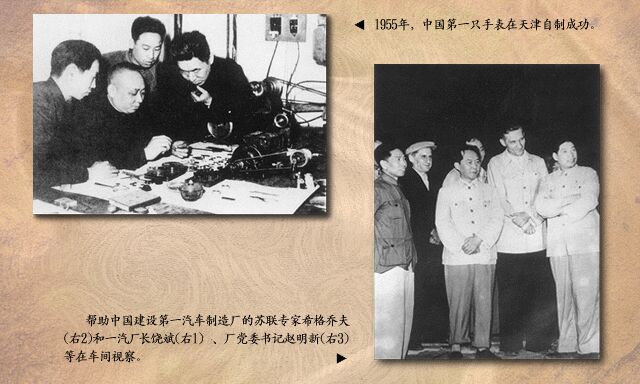 1955年，中国第一只手表在天津自制成功。
帮助中国建设第一汽车制造厂的苏联专家希格乔夫
(右2)和一汽厂长饶斌(右1)、厂党委书记赵明新(右3)
等在车间视察。